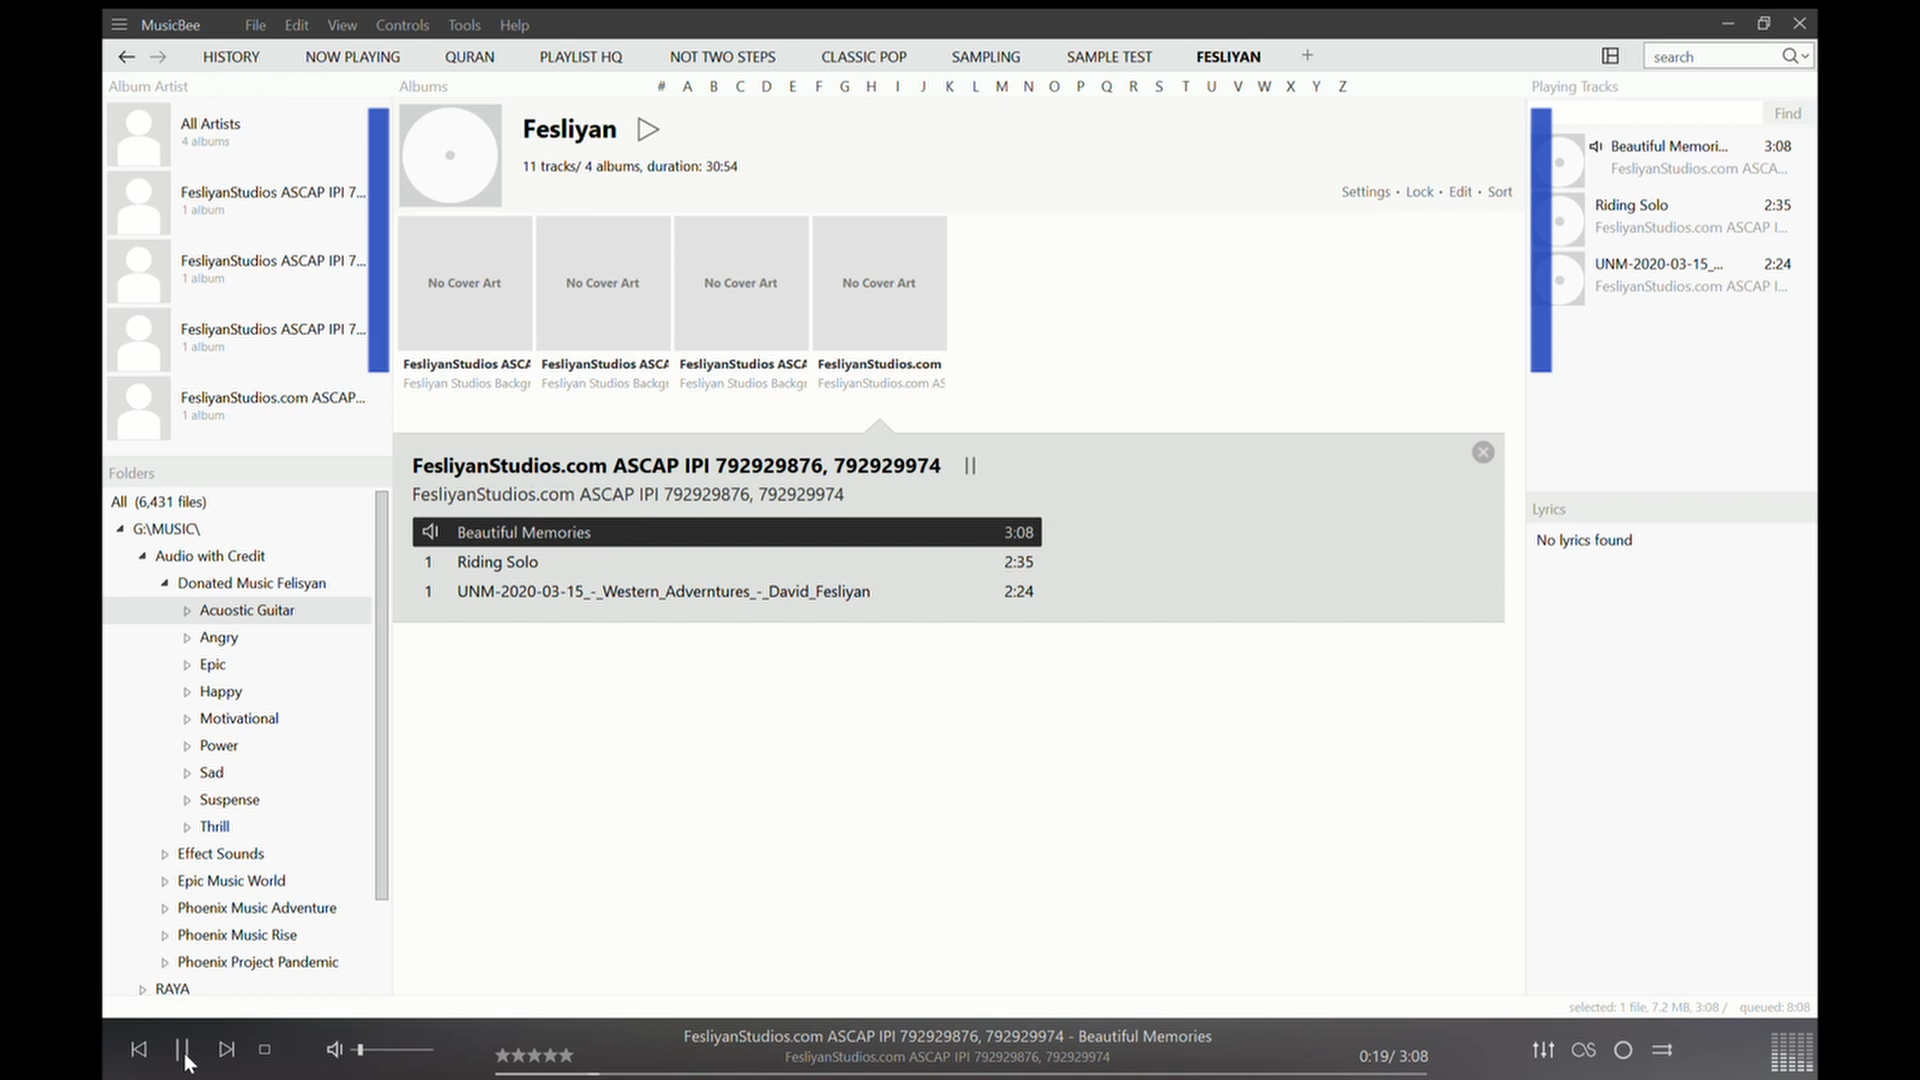 MusicBee File Edit View Controls Tools Help
HISTORY NOW PLAYING QURAN PLAYLIST HQ NOT TWO STEPS CLASSIC POP SAMPLING SAMPLE TEST FESLIYAN + search
Album Artist
All Artists
4 albums
FesliyanStudios ASCAP IPI 7...
1 album
FesliyanStudios ASCAP IPI 7...
1 album
FesliyanStudios ASCAP IPI 7...
1 album
FesliyanStudios.com ASCAP...
1 album
Folders
All (6,431 files)
G:\MUSIC\
Audio with Credit
Donated Music Felisyan
Acuostic Guitar
Angry
Epic
Happy
Motivational
Power
Sad
Suspense
Thrill
Effect Sounds
Epic Music World
Phoenix Music Adventure
Phoenix Music Rise
Phoenix Project Pandemic
RAYA
Albums # A B C D E F G H I J K L M N O P Q R S T U V W X Y Z
Fesliyan
11 tracks/ 4 albums, duration: 30:54
Settings • Lock • Edit • Sort
No Cover Art No Cover Art No Cover Art No Cover Art
FesliyanStudios ASCA FesliyanStudios ASCA FesliyanStudios ASCA FesliyanStudios.com
Fesliyan Studios Backgr Fesliyan Studios Backgr Fesliyan Studios Backgr FesliyanStudios.com AS
FesliyanStudios.com ASCAP IPI 792929876, 792929974
FesliyanStudios.com ASCAP IPI 792929876, 792929974
Beautiful Memories 3:08
1 Riding Solo 2:35
1 UNM-2020-03-15_-_Western_Adverntures_-_David_Fesliyan 2:24
Playing Tracks
Find
Beautiful Memori... 3:08
FesliyanStudios.com ASCA...
Riding Solo 2:35
FesliyanStudios.com ASCAP I...
UNM-2020-03-15_... 2:24
FesliyanStudios.com ASCAP I...
Lyrics
No lyrics found
selected: 1 file, 7.2 MB, 3:08 / queued: 8:08
FesliyanStudios.com ASCAP IPI 792929876, 792929974 - Beautiful Memories
FesliyanStudios.com ASCAP IPI 792929876, 792929974
0:19/ 3:08